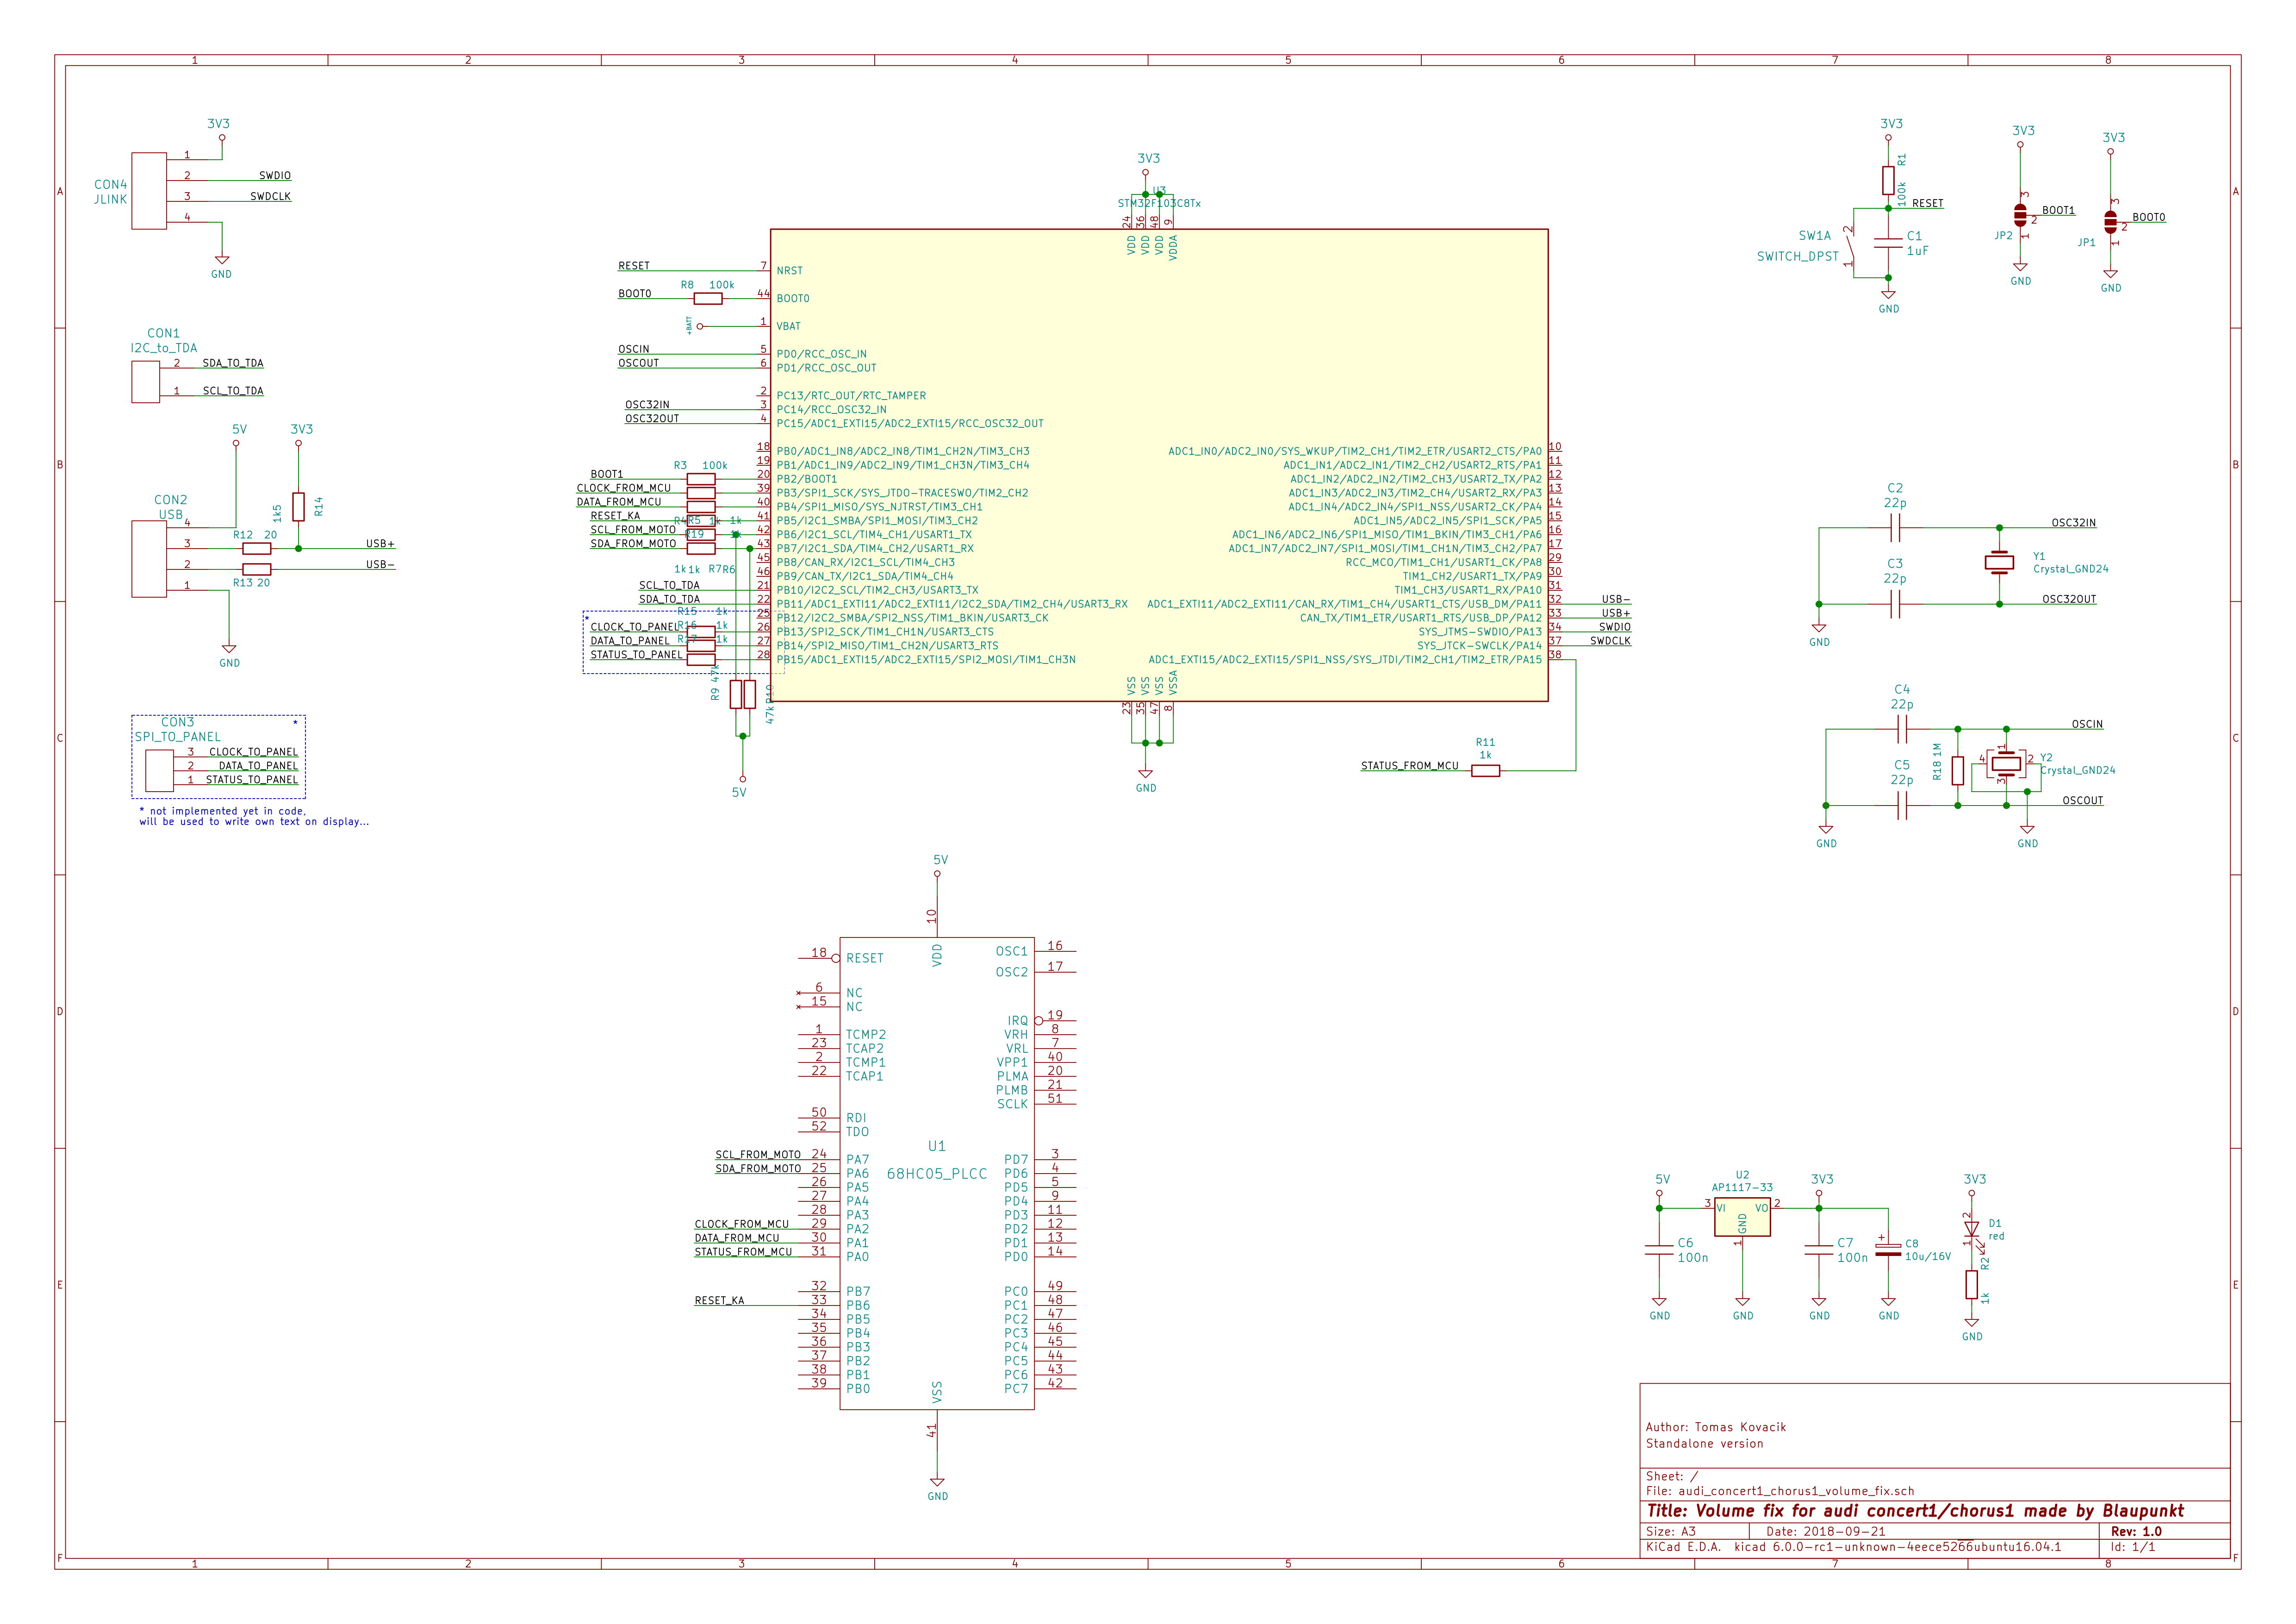 1 2 3 4 5 6 7 8
A
B
C
D
E
F
3V3
CON4
JLINK
1
2 SWDIO
3 SWDCLK
4
GND
CON1
I2C_to_TDA
2 SDA_TO_TDA
1 SCL_TO_TDA
5V 3V3
1k5 R14
CON2
USB
4
3 R12 20 USB+
2 R13 20 USB-
1
GND
CON3 *
SPI_TO_PANEL
3 CLOCK_TO_PANEL
2 DATA_TO_PANEL
1 STATUS_TO_PANEL
* not implemented yet in code,
will be used to write own text on display...
3V3
U3
STM32F103C8Tx
24 36 48 9
VDD VDD VDD VDDA
RESET 7 NRST
BOOT0 R8 100k 44 BOOT0
+BATT 1 VBAT
OSCIN 5 PD0/RCC_OSC_IN
OSCOUT 6 PD1/RCC_OSC_OUT
2 PC13/RTC_OUT/RTC_TAMPER
OSC32IN 3 PC14/RCC_OSC32_IN
OSC32OUT 4 PC15/ADC1_EXTI15/ADC2_EXTI15/RCC_OSC32_OUT
18 PB0/ADC1_IN8/ADC2_IN8/TIM1_CH2N/TIM3_CH3
R3 100k 19 PB1/ADC1_IN9/ADC2_IN9/TIM1_CH3N/TIM3_CH4
BOOT1 20 PB2/BOOT1
CLOCK_FROM_MCU 39 PB3/SPI1_SCK/SYS_JTDO-TRACESWO/TIM2_CH2
DATA_FROM_MCU 40 PB4/SPI1_MISO/SYS_NJTRST/TIM3_CH1
RESET_KA R4 R5 1k 1k 41 PB5/I2C1_SMBA/SPI1_MOSI/TIM3_CH2
SCL_FROM_MOTO R19 1k 42 PB6/I2C1_SCL/TIM4_CH1/USART1_TX
SDA_FROM_MOTO 43 PB7/I2C1_SDA/TIM4_CH2/USART1_RX
45 PB8/CAN_RX/I2C1_SCL/TIM4_CH3
1k 1k R7 R6 46 PB9/CAN_TX/I2C1_SDA/TIM4_CH4
SCL_TO_TDA 21 PB10/I2C2_SCL/TIM2_CH3/USART3_TX
SDA_TO_TDA 22 PB11/ADC1_EXTI11/ADC2_EXTI11/I2C2_SDA/TIM2_CH4/USART3_RX
* R15 1k 25 PB12/I2C2_SMBA/SPI2_NSS/TIM1_BKIN/USART3_CK
CLOCK_TO_PANEL R16 1k 26 PB13/SPI2_SCK/TIM1_CH1N/USART3_CTS
DATA_TO_PANEL R17 1k 27 PB14/SPI2_MISO/TIM1_CH2N/USART3_RTS
STATUS_TO_PANEL 28 PB15/ADC1_EXTI15/ADC2_EXTI15/SPI2_MOSI/TIM1_CH3N
R9 47k 47k R10
5V
ADC1_IN0/ADC2_IN0/SYS_WKUP/TIM2_CH1/TIM2_ETR/USART2_CTS/PA0 10
ADC1_IN1/ADC2_IN1/TIM2_CH2/USART2_RTS/PA1 11
ADC1_IN2/ADC2_IN2/TIM2_CH3/USART2_TX/PA2 12
ADC1_IN3/ADC2_IN3/TIM2_CH4/USART2_RX/PA3 13
ADC1_IN4/ADC2_IN4/SPI1_NSS/USART2_CK/PA4 14
ADC1_IN5/ADC2_IN5/SPI1_SCK/PA5 15
ADC1_IN6/ADC2_IN6/SPI1_MISO/TIM1_BKIN/TIM3_CH1/PA6 16
ADC1_IN7/ADC2_IN7/SPI1_MOSI/TIM1_CH1N/TIM3_CH2/PA7 17
RCC_MCO/TIM1_CH1/USART1_CK/PA8 29
TIM1_CH2/USART1_TX/PA9 30
TIM1_CH3/USART1_RX/PA10 31
ADC1_EXTI11/ADC2_EXTI11/CAN_RX/TIM1_CH4/USART1_CTS/USB_DM/PA11 32 USB-
CAN_TX/TIM1_ETR/USART1_RTS/USB_DP/PA12 33 USB+
SYS_JTMS-SWDIO/PA13 34 SWDIO
SYS_JTCK-SWCLK/PA14 37 SWDCLK
ADC1_EXTI15/ADC2_EXTI15/SPI1_NSS/SYS_JTDI/TIM2_CH1/TIM2_ETR/PA15 38
VSS VSS VSS VSSA
23 35 47 8
GND
R11
1k
STATUS_FROM_MCU
3V3
R1
100k
RESET
SW1A
SWITCH_DPST
2
1
C1
1uF
GND
3V3
3
BOOT1
2
JP2 1
GND
3V3
3
BOOT0
2
JP1 1
GND
C2
22p
OSC32IN
C3
22p
Y1
Crystal_GND24
OSC32OUT
GND
C4
22p
OSCIN
C5
22p
R18 1M
1
4 2
3
Y2
Crystal_GND24
OSCOUT
GND GND
5V
10
VDD
18 RESET
6 NC
15 NC
1 TCMP2
23 TCAP2
2 TCMP1
22 TCAP1
50 RDI
52 TDO
U1
68HC05_PLCC
SCL_FROM_MOTO 24 PA7
SDA_FROM_MOTO 25 PA6
26 PA5
27 PA4
28 PA3
CLOCK_FROM_MCU 29 PA2
DATA_FROM_MCU 30 PA1
STATUS_FROM_MCU 31 PA0
32 PB7
RESET_KA 33 PB6
34 PB5
35 PB4
36 PB3
37 PB2
38 PB1
39 PB0
OSC1 16
OSC2 17
IRQ 19
VRH 8
VRL 7
VPP1 40
PLMA 20
PLMB 21
SCLK 51
PD7 3
PD6 4
PD5 5
PD4 9
PD3 11
PD2 12
PD1 13
PD0 14
PC0 49
PC1 48
PC2 47
PC3 46
PC4 45
PC5 44
PC6 43
PC7 42
VSS
41
GND
5V
U2
AP1117-33
3 VI VO 2
GND
1
C6
100n
3V3
C7
100n
+
C8
10u/16V
3V3
2
D1
red
1
R2
1k
GND GND GND GND GND
Author: Tomas Kovacik
Standalone version
Sheet: /
File: audi_concert1_chorus1_volume_fix.sch
Title: Volume fix for audi concert1/chorus1 made by Blaupunkt
Size: A3 Date: 2018-09-21 Rev: 1.0
KiCad E.D.A. kicad 6.0.0-rc1-unknown-4eece5266ubuntu16.04.1 Id: 1/1
1 2 3 4 5 6 7 8
A
B
C
D
E
F